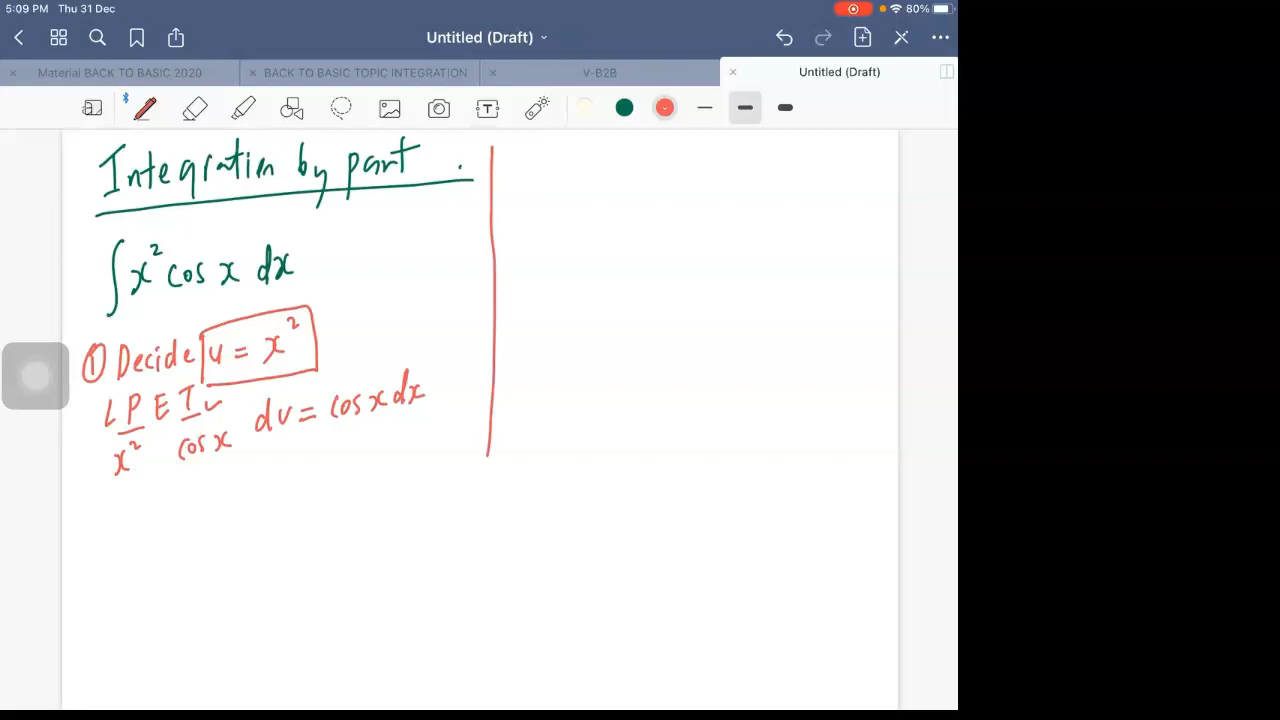 5:09 PM Thu 31 Dec 80%
Untitled (Draft)
Material BACK TO BASIC 2020 BACK TO BASIC TOPIC INTEGRATION V-B2B Untitled (Draft)
T
Integration by part .
∫x² cos x dx
① Decide u = x²
L P E T
x² cos x dv = cos x dx